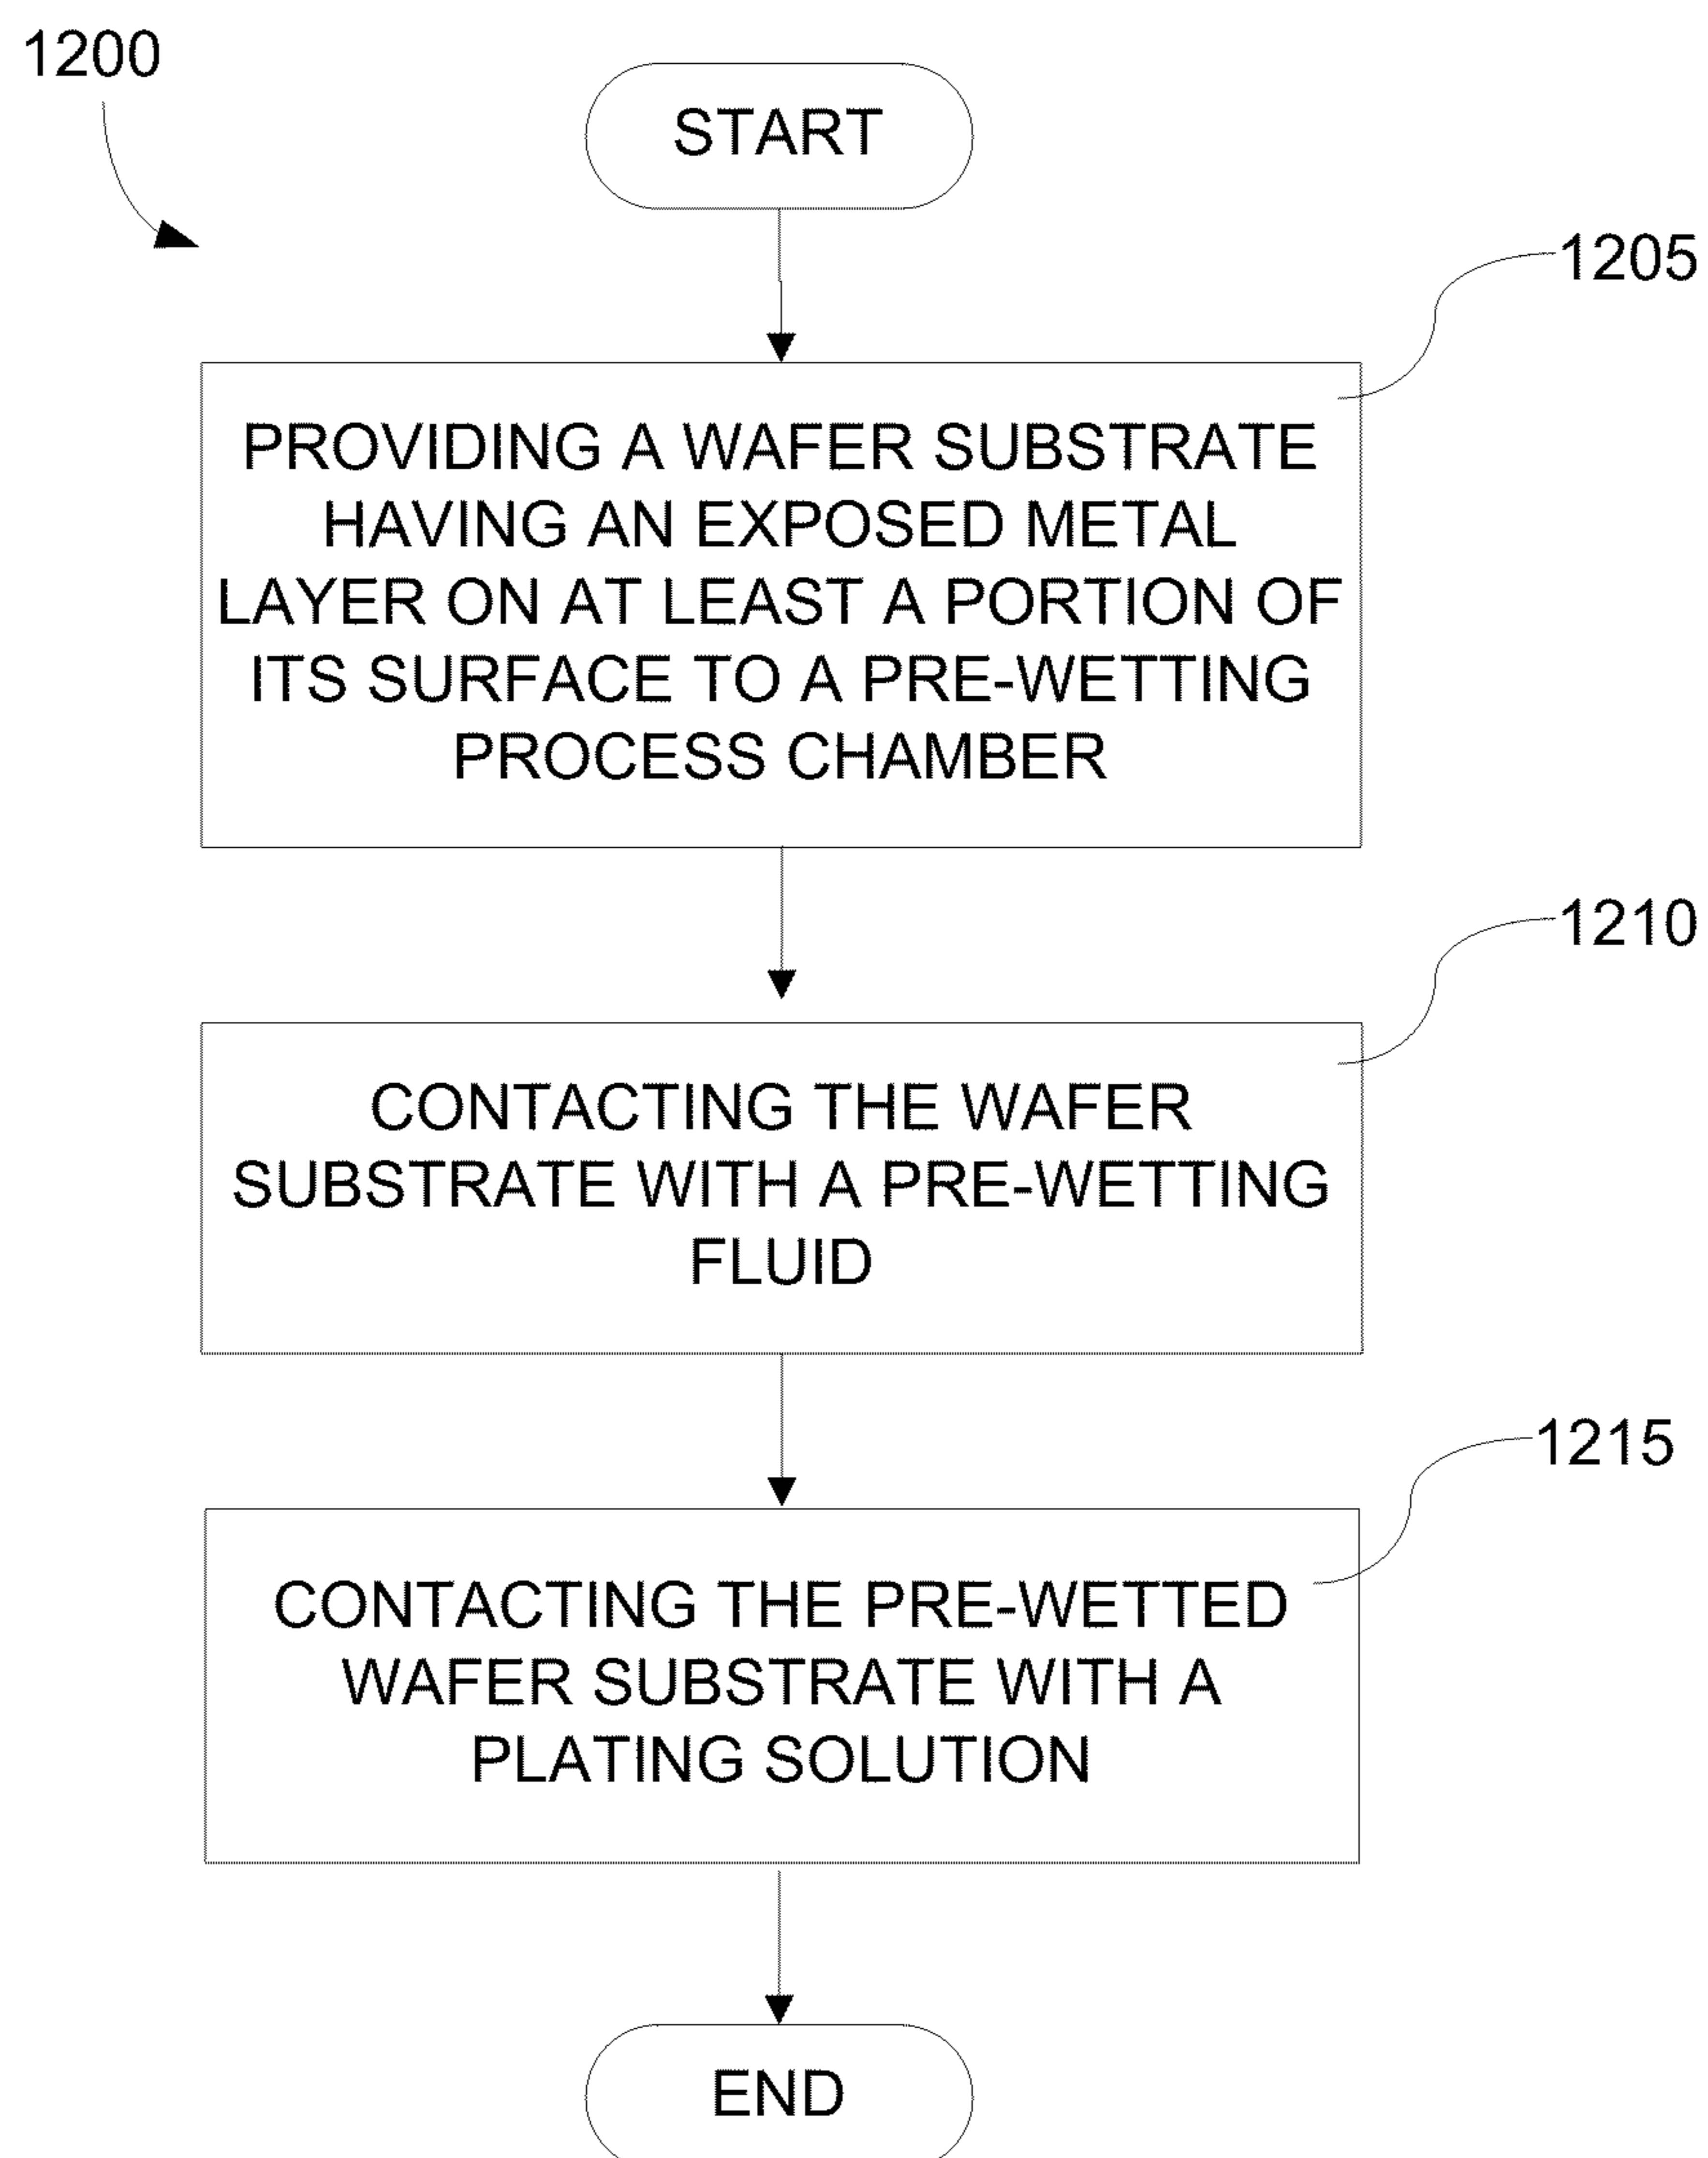 1200
START
1205
PROVIDING A WAFER SUBSTRATE
HAVING AN EXPOSED METAL
LAYER ON AT LEAST A PORTION OF
ITS SURFACE TO A PRE-WETTING
PROCESS CHAMBER
1210
CONTACTING THE WAFER
SUBSTRATE WITH A PRE-WETTING
FLUID
1215
CONTACTING THE PRE-WETTED
WAFER SUBSTRATE WITH A
PLATING SOLUTION
END